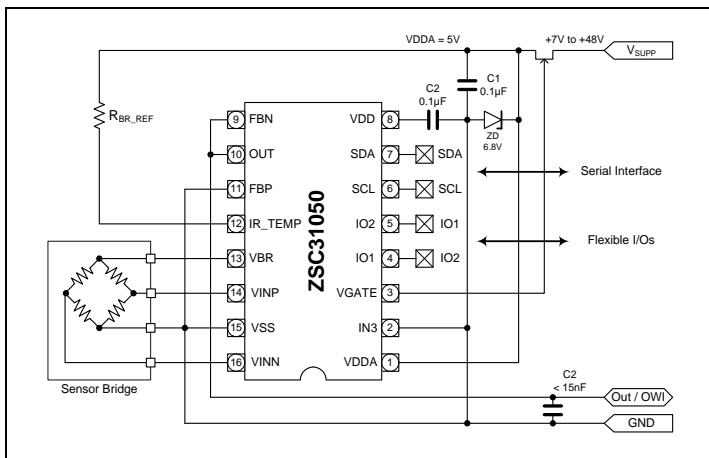 VDDA = 5V
+7V to +48V
VSUPP
C1
0.1µF
C2
0.1µF
RBR_REF
ZD
6.8V
9 FBN
VDD 8
10 OUT
SDA 7
SDA
Serial Interface
11 FBP
SCL 6
SCL
12 IR_TEMP
IO2 5
IO1
Flexible I/Os
13 VBR
IO1 4
IO2
ZSC31050
14 VINP
VGATE 3
15 VSS
IN3 2
16 VINN
VDDA 1
Sensor Bridge
C2
< 15nF
Out / OWI
GND